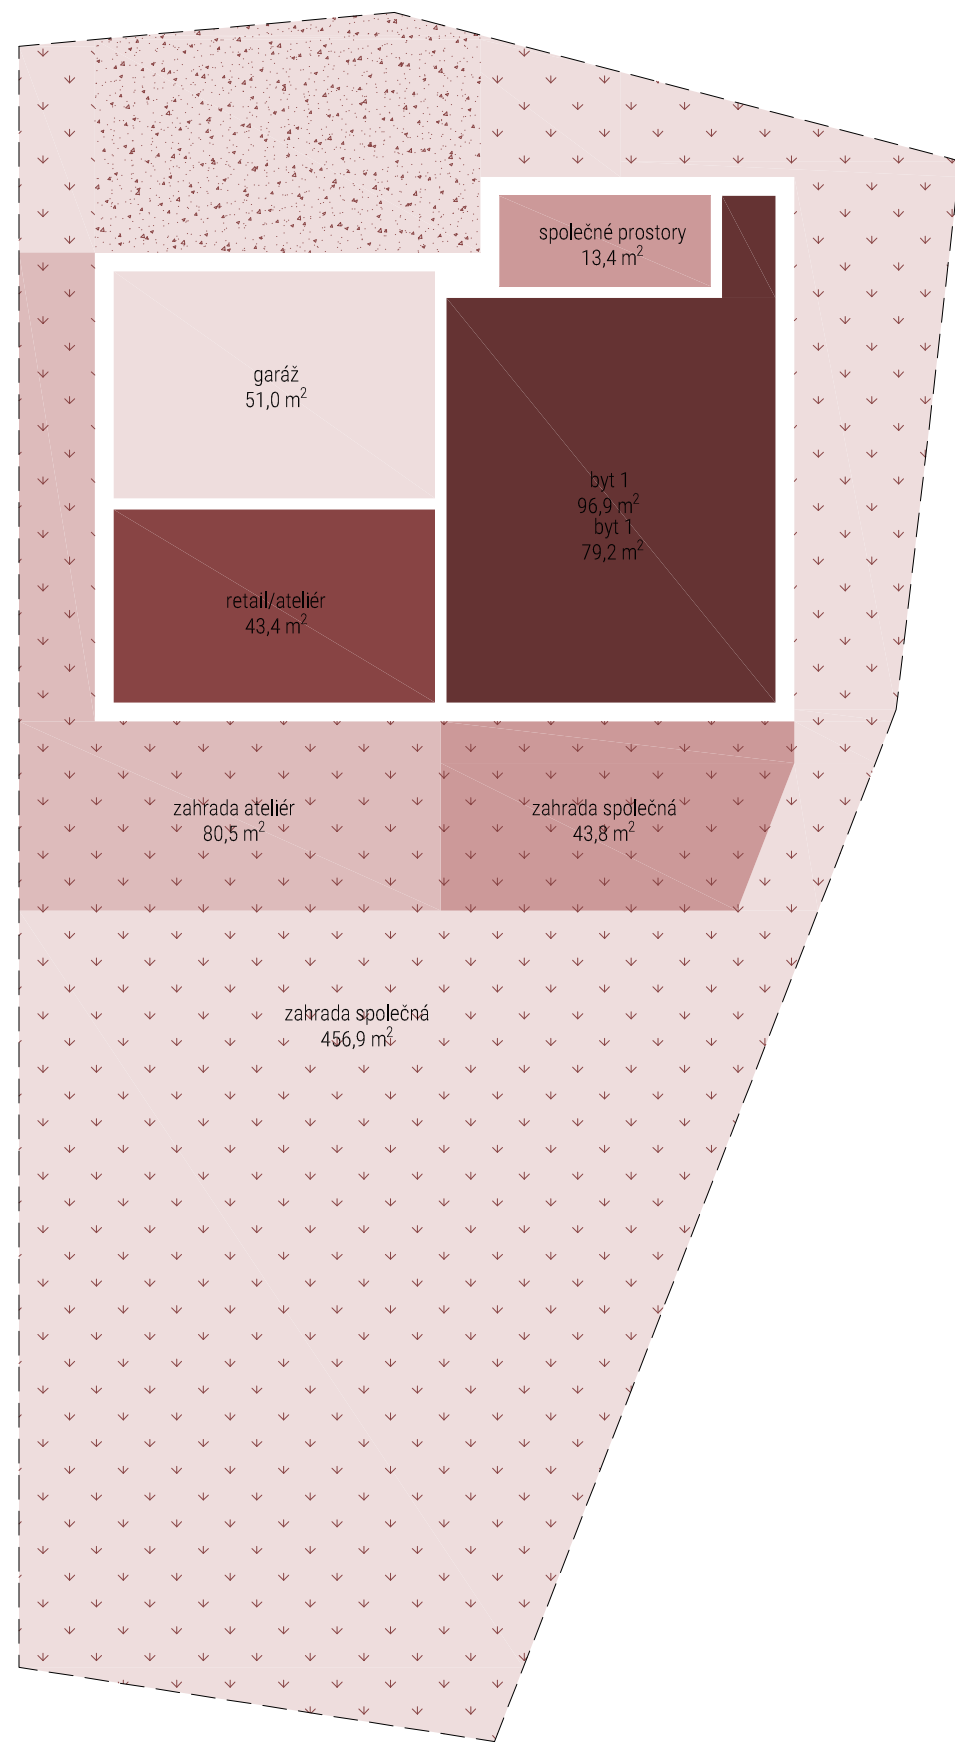 společné prostory
13,4 m²
garáž
51,0 m²
byt 1
96,9 m²
byt 1
79,2 m²
retail/ateliér
43,4 m²
zahrada ateliér
80,5 m²
zahrada společná
43,8 m²
zahrada společná
456,9 m²